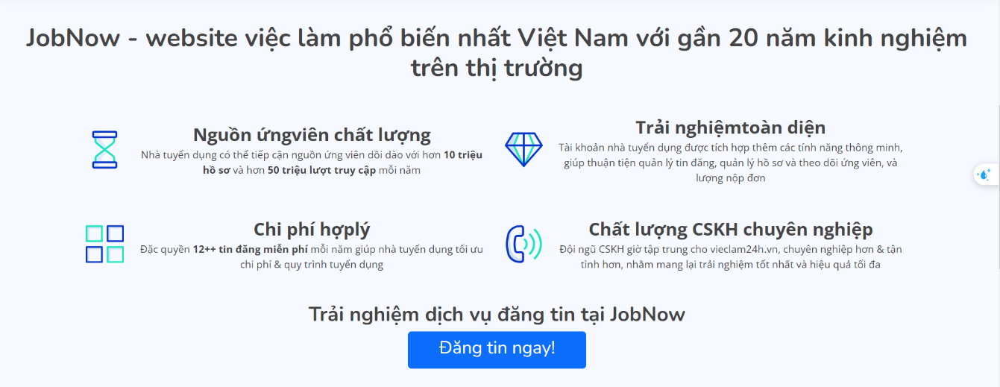 JobNow - website việc làm phổ biến nhất Việt Nam với gần 20 năm kinh nghiệm
trên thị trường
Nguồn ứngviên chất lượng
Nhà tuyển dụng có thể tiếp cận nguồn ứng viên dồi dào với hơn 10 triệu
hồ sơ và hơn 50 triệu lượt truy cập mỗi năm
Trải nghiệmtoàn diện
Tài khoản nhà tuyển dụng được tích hợp thêm các tính năng thông minh,
giúp thuận tiện quản lý tin đăng, quản lý hồ sơ và theo dõi ứng viên, và
lượng nộp đơn
Chi phí hợplý
Đặc quyền 12++ tin đăng miễn phí mỗi năm giúp nhà tuyển dụng tối ưu
chi phí & quy trình tuyển dụng
Chất lượng CSKH chuyên nghiệp
Đội ngũ CSKH giờ tập trung cho vieclam24h.vn, chuyên nghiệp hơn & tận
tình hơn, nhằm mang lại trải nghiệm tốt nhất và hiệu quả tối đa
Trải nghiệm dịch vụ đăng tin tại JobNow
Đăng tin ngay!